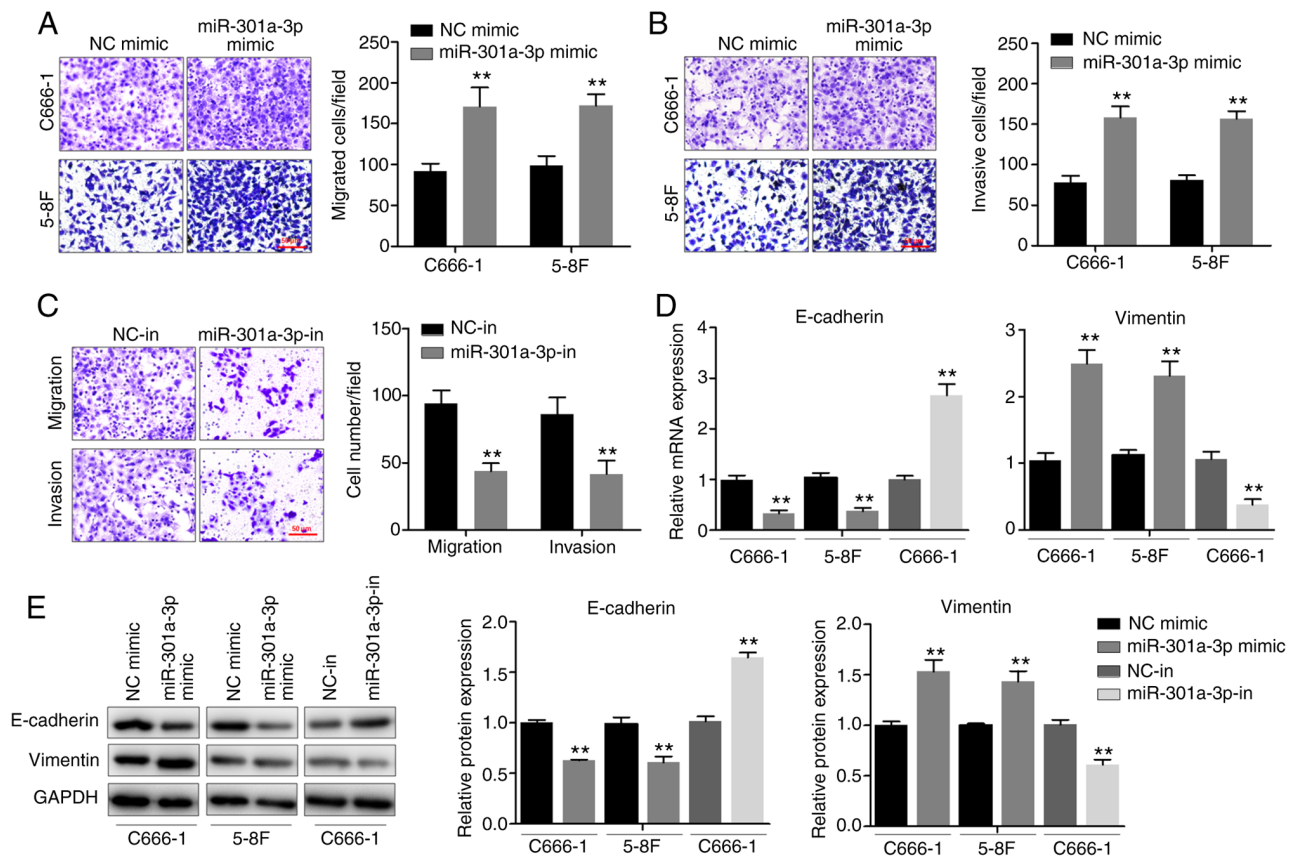 A
NC mimic
miR-301a-3p
mimic
C666-1
5-8F
50 μm
Migrated cells/field
250
200
150
100
50
0
NC mimic
miR-301a-3p mimic
**
**
C666-1
5-8F
B
NC mimic
miR-301a-3p
mimic
C666-1
5-8F
Invasive cells/field
250
200
150
100
50
0
NC mimic
miR-301a-3p mimic
**
**
C666-1
5-8F
C
NC-in
miR-301a-3p-in
Migration
Invasion
50 μm
Cell number/field
150
100
50
0
NC-in
miR-301a-3p-in
**
**
Migration
Invasion
D
E-cadherin
Relative mRNA expression
4
3
2
1
0
**
**
**
C666-1
5-8F
C666-1
Vimentin
3
2
1
0
**
**
**
C666-1
5-8F
C666-1
E
NC mimic
miR-301a-3p
mimic
NC mimic
miR-301a-3p
mimic
NC-in
miR-301a-3p-in
E-cadherin
Vimentin
GAPDH
C666-1
5-8F
C666-1
E-cadherin
Relative protein expression
2.0
1.5
1.0
0.5
0.0
**
**
**
C666-1
5-8F
C666-1
Vimentin
Relative protein expression
2.0
1.5
1.0
0.5
0.0
**
**
**
C666-1
5-8F
C666-1
NC mimic
miR-301a-3p mimic
NC-in
miR-301a-3p-in